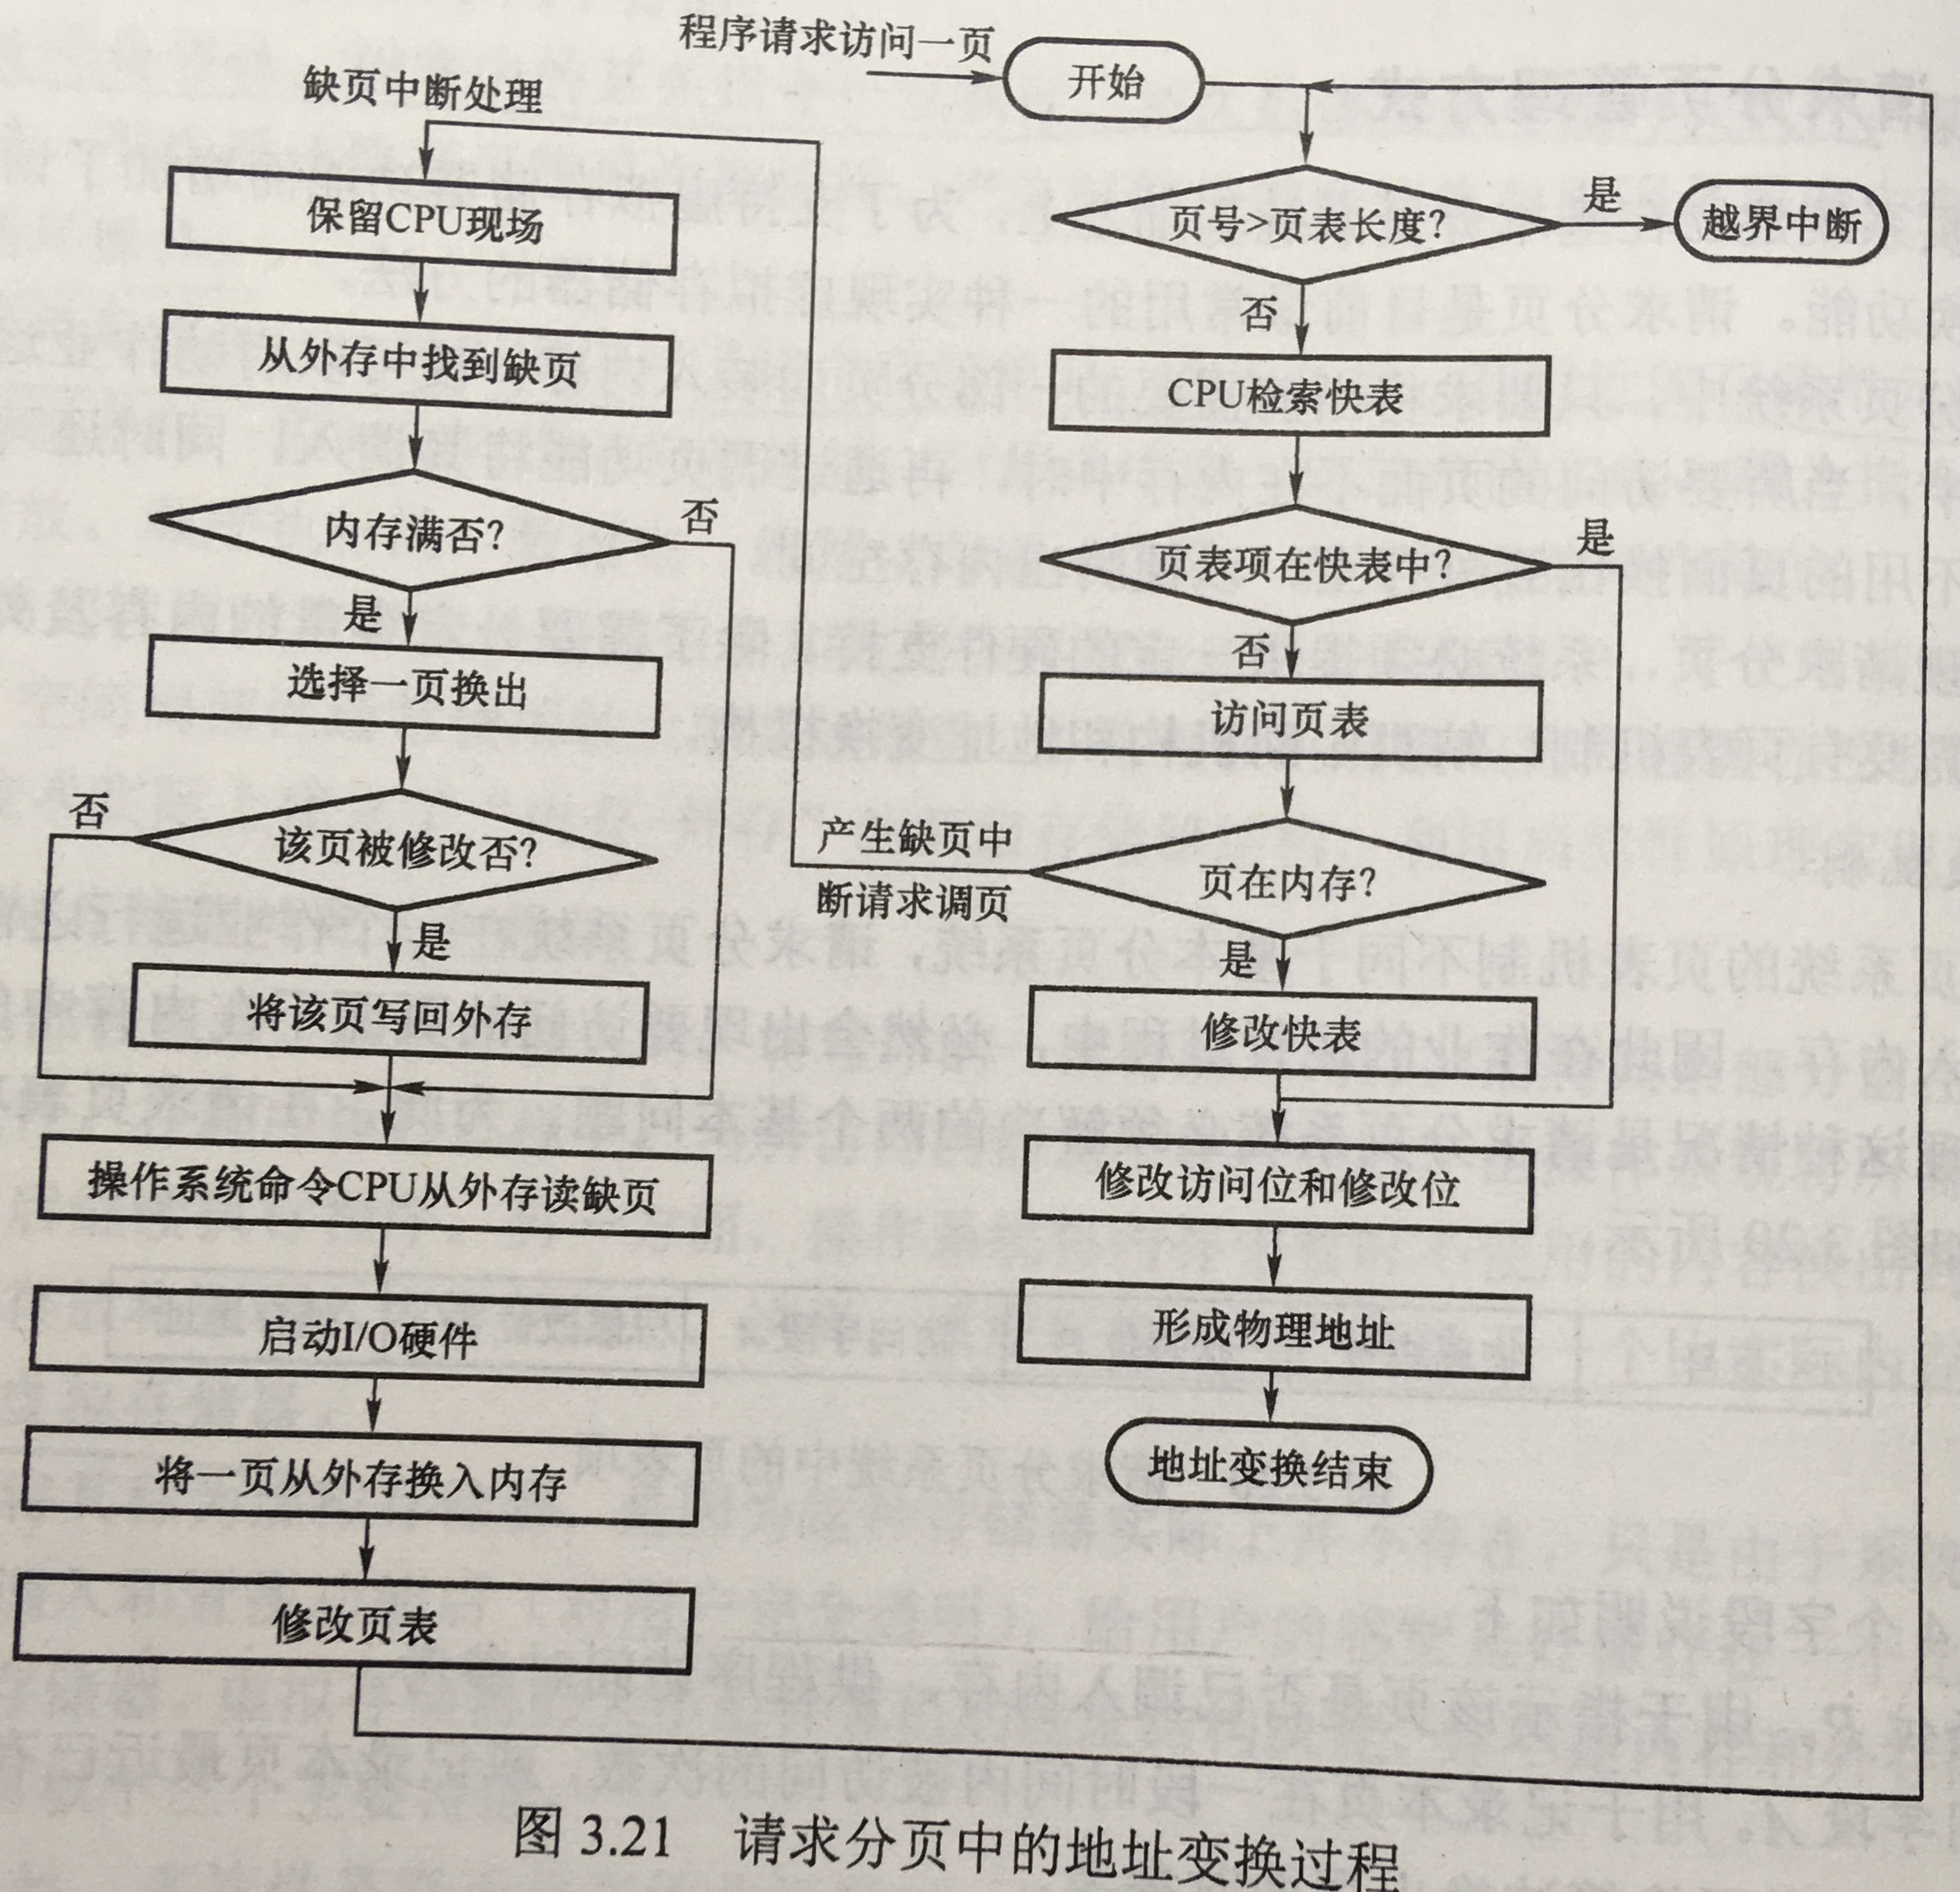 程序请求访问一页
开始
缺页中断处理
保留CPU现场
从外存中找到缺页
内存满否?
否
是
选择一页换出
该页被修改否?
否
是
将该页写回外存
操作系统命令CPU从外存读缺页
启动I/O硬件
将一页从外存换入内存
修改页表
页号>页表长度?
是
越界中断
否
CPU检索快表
页表项在快表中?
是
否
访问页表
页在内存?
产生缺页中
断请求调页
是
修改快表
修改访问位和修改位
形成物理地址
地址变换结束
图 3.21 请求分页中的地址变换过程